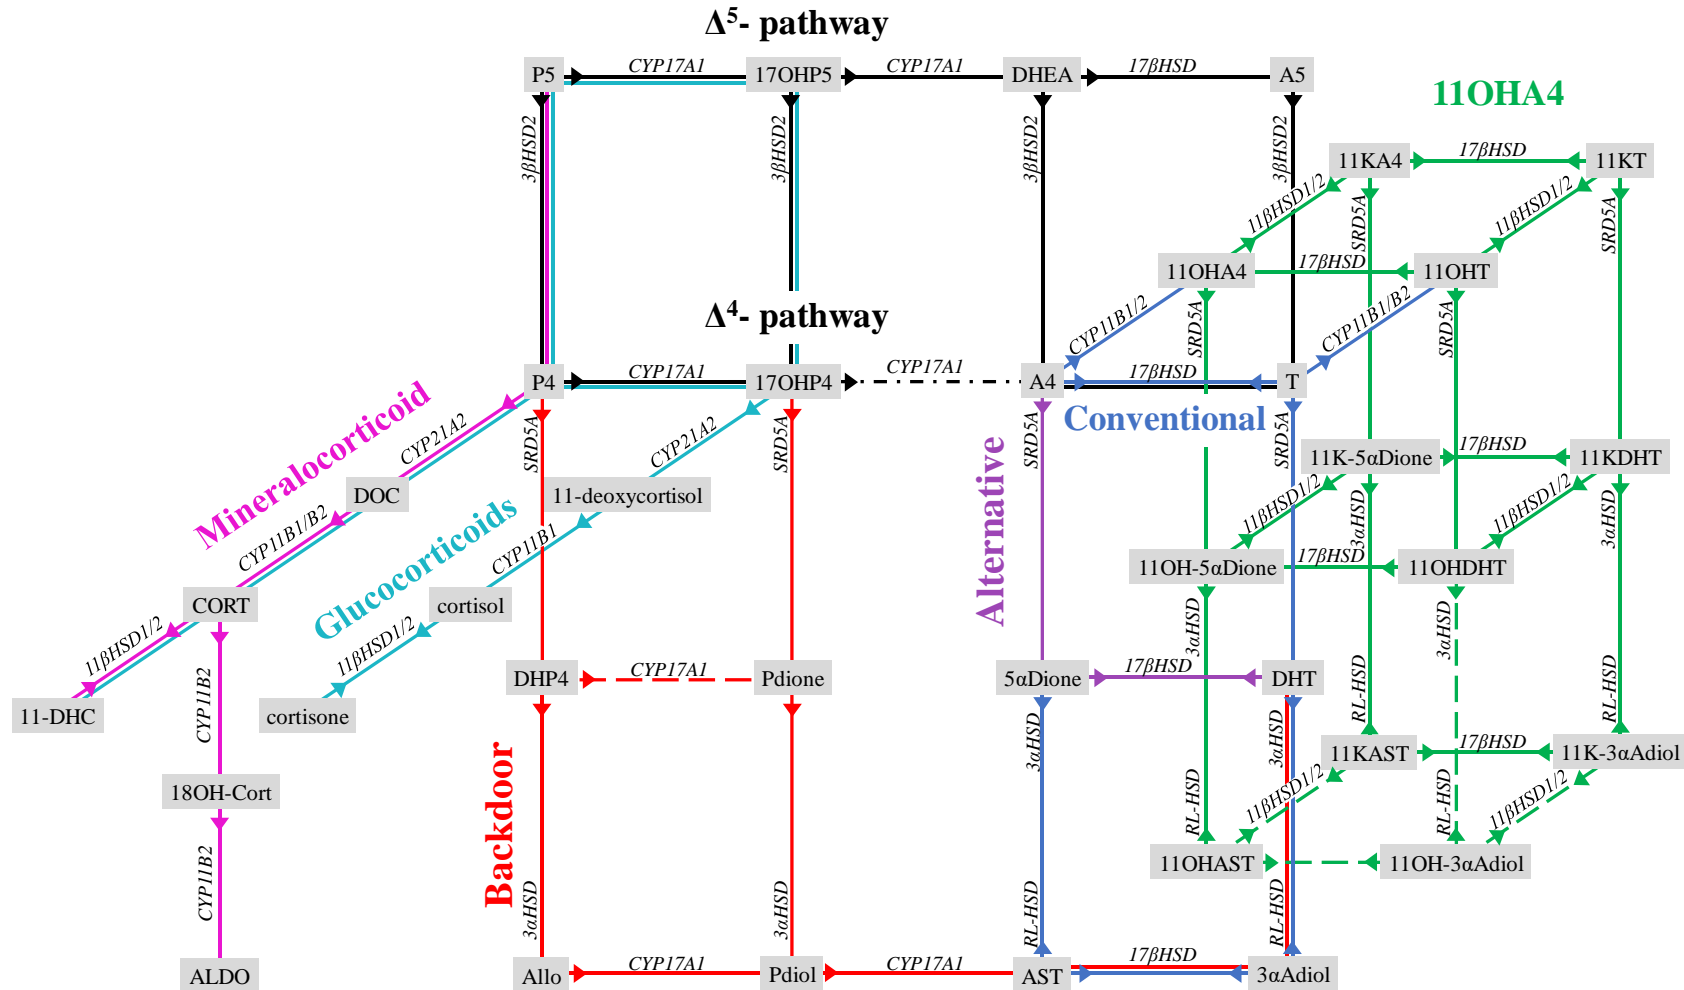 Δ⁵- pathway
P5
CYP17A1
17OHP5
CYP17A1
DHEA
17βHSD
A5
11OHA4
3βHSD2
3βHSD2
3βHSD2
3βHSD2
11KA4
17βHSD
11KT
11βHSD1/2
SRD5A
11βHSD1/2
SRD5A
11OHA4
17βHSD
11OHT
Δ⁴- pathway
CYP11B1/2
SRD5A
CYP11B1/B2
SRD5A
P4
CYP17A1
17OHP4
CYP17A1
A4
17βHSD
T
Conventional
Mineralocorticoid
CYP21A2
SRD5A
CYP21A2
SRD5A
SRD5A
SRD5A
Alternative
11K-5αDione
17βHSD
11KDHT
DOC
11-deoxycortisol
Glucocorticoids
CYP11B1/B2
CYP11B1
11βHSD1/2
3αHSD
11βHSD1/2
3αHSD
11OH-5αDione
17βHSD
11OHDHT
CORT
cortisol
11βHSD1/2
11βHSD1/2
3αHSD
3αHSD
CYP11B2
DHP4
CYP17A1
Pdione
5αDione
17βHSD
DHT
11-DHC
cortisone
3αHSD
3αHSD
RL-HSD
RL-HSD
11KAST
17βHSD
11K-3αAdiol
Backdoor
18OH-Cort
11βHSD1/2
11βHSD1/2
RL-HSD
RL-HSD
11OHAST
11OH-3αAdiol
CYP11B2
3αHSD
3αHSD
RL-HSD
RL-HSD
ALDO
Allo
CYP17A1
Pdiol
CYP17A1
AST
17βHSD
3αAdiol